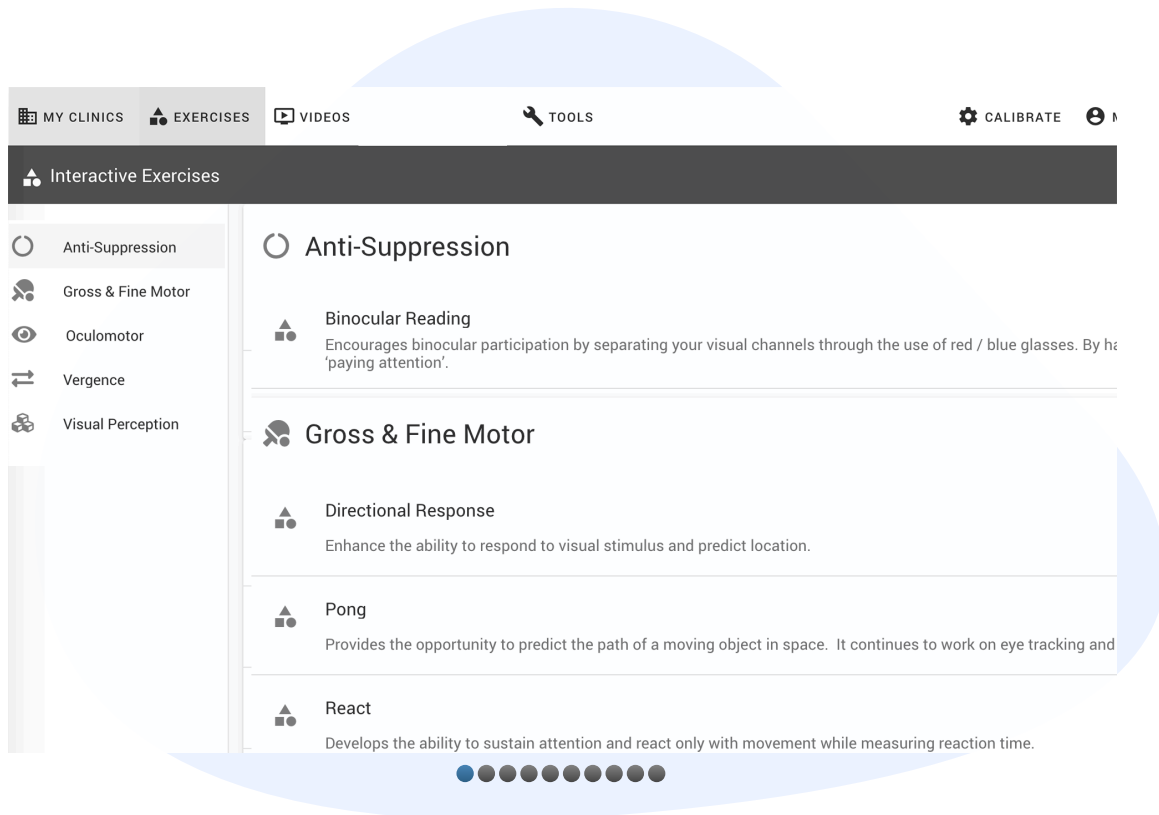 MY CLINICS
EXERCISES
VIDEOS
TOOLS
CALIBRATE
Interactive Exercises
Anti-Suppression
Gross & Fine Motor
Oculomotor
Vergence
Visual Perception
Anti-Suppression
Binocular Reading
Encourages binocular participation by separating your visual channels through the use of red / blue glasses. By
‘paying attention’.
Gross & Fine Motor
Directional Response
Enhance the ability to respond to visual stimulus and predict location.
Pong
Provides the opportunity to predict the path of a moving object in space. It continues to work on eye tracking and
React
Develops the ability to sustain attention and react only with movement while measuring reaction time.